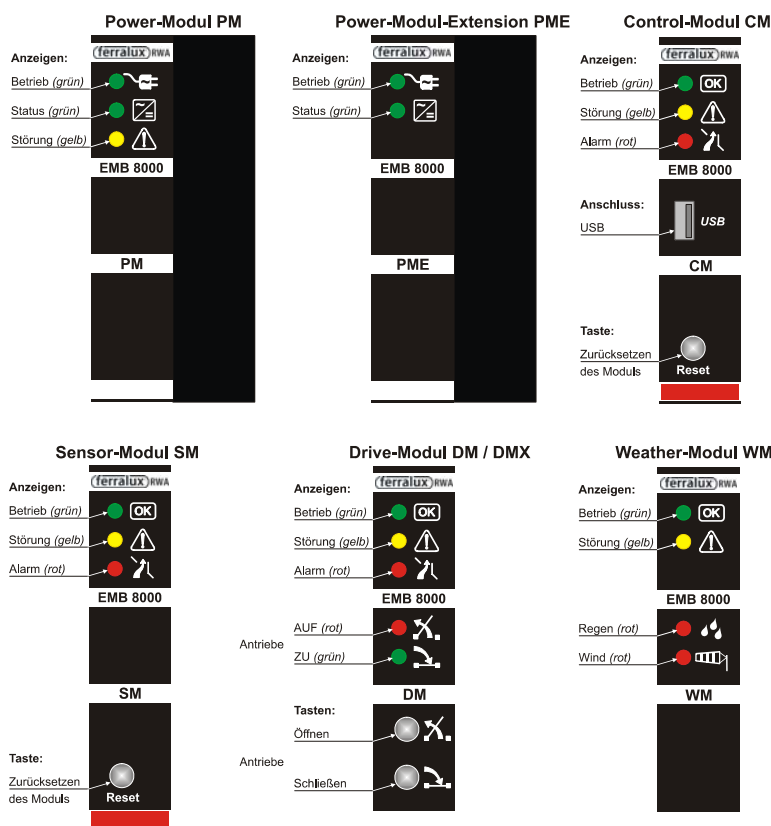 Power-Modul PM
ferralux RWA
Anzeigen:
Betrieb (grün)
Status (grün)
Störung (gelb)
EMB 8000
PM
Power-Modul-Extension PME
ferralux RWA
Anzeigen:
Betrieb (grün)
Status (grün)
EMB 8000
PME
Control-Modul CM
ferralux RWA
Anzeigen:
Betrieb (grün)
OK
Störung (gelb)
Alarm (rot)
EMB 8000
Anschluss:
USB
USB
CM
Taste:
Zurücksetzen
des Moduls
Reset
Sensor-Modul SM
ferralux RWA
Anzeigen:
Betrieb (grün)
OK
Störung (gelb)
Alarm (rot)
EMB 8000
SM
Taste:
Zurücksetzen
des Moduls
Reset
Drive-Modul DM / DMX
ferralux RWA
Anzeigen:
Betrieb (grün)
OK
Störung (gelb)
Alarm (rot)
EMB 8000
AUF (rot)
Antriebe
ZU (grün)
DM
Tasten:
Öffnen
Antriebe
Schließen
Weather-Modul WM
ferralux RWA
Anzeigen:
Betrieb (grün)
OK
Störung (gelb)
EMB 8000
Regen (rot)
Wind (rot)
WM